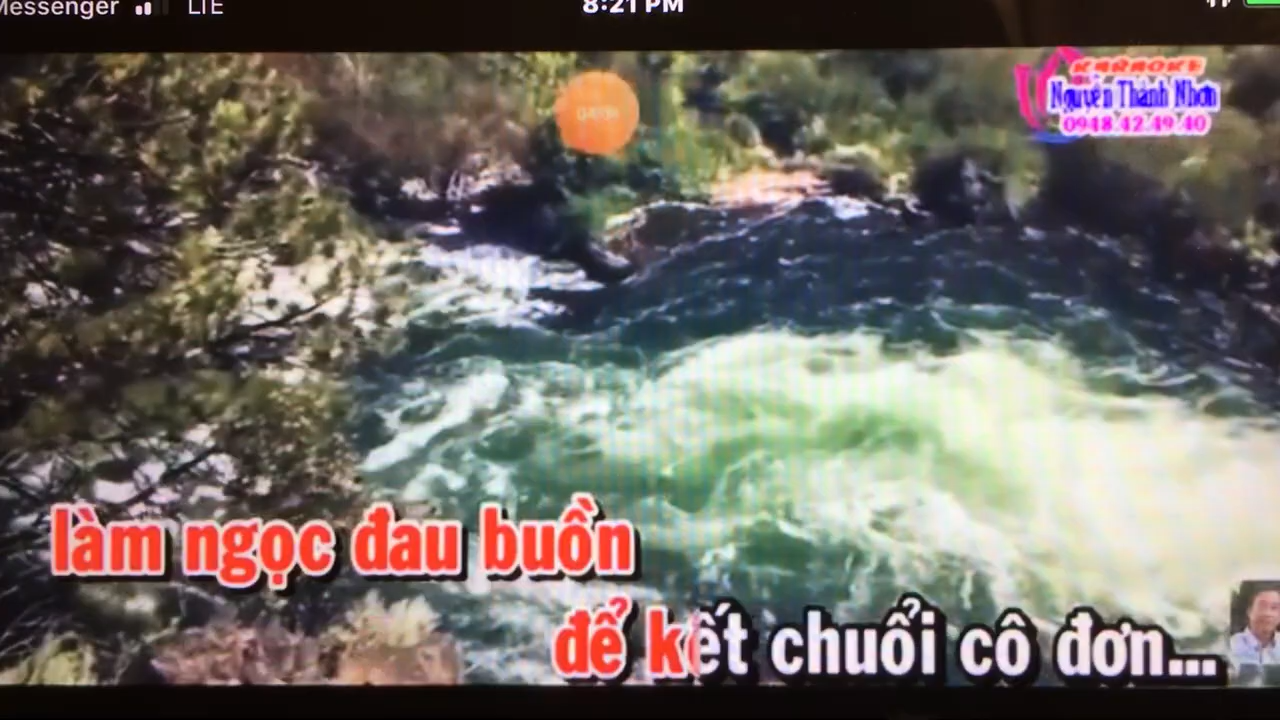 Messenger LTE 8:21 PM
KARAOKE
Nguyễn Thành Nhơn
0948.42.49.40
làm ngọc đau buồn
để kết chuổi cô đơn...